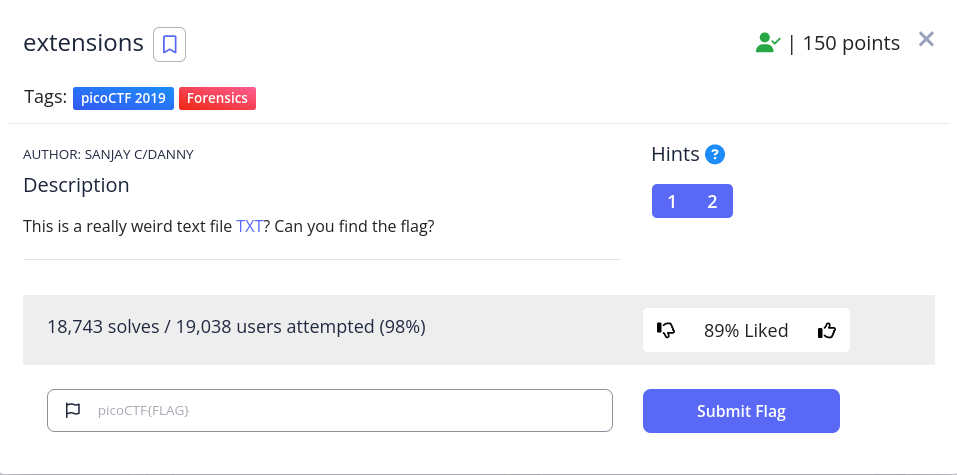 extensions
| 150 points
Tags: picoCTF 2019 Forensics
AUTHOR: SANJAY C/DANNY
Hints ?
Description
1 2
This is a really weird text file TXT? Can you find the flag?
18,743 solves / 19,038 users attempted (98%)
89% Liked
picoCTF{FLAG}
Submit Flag